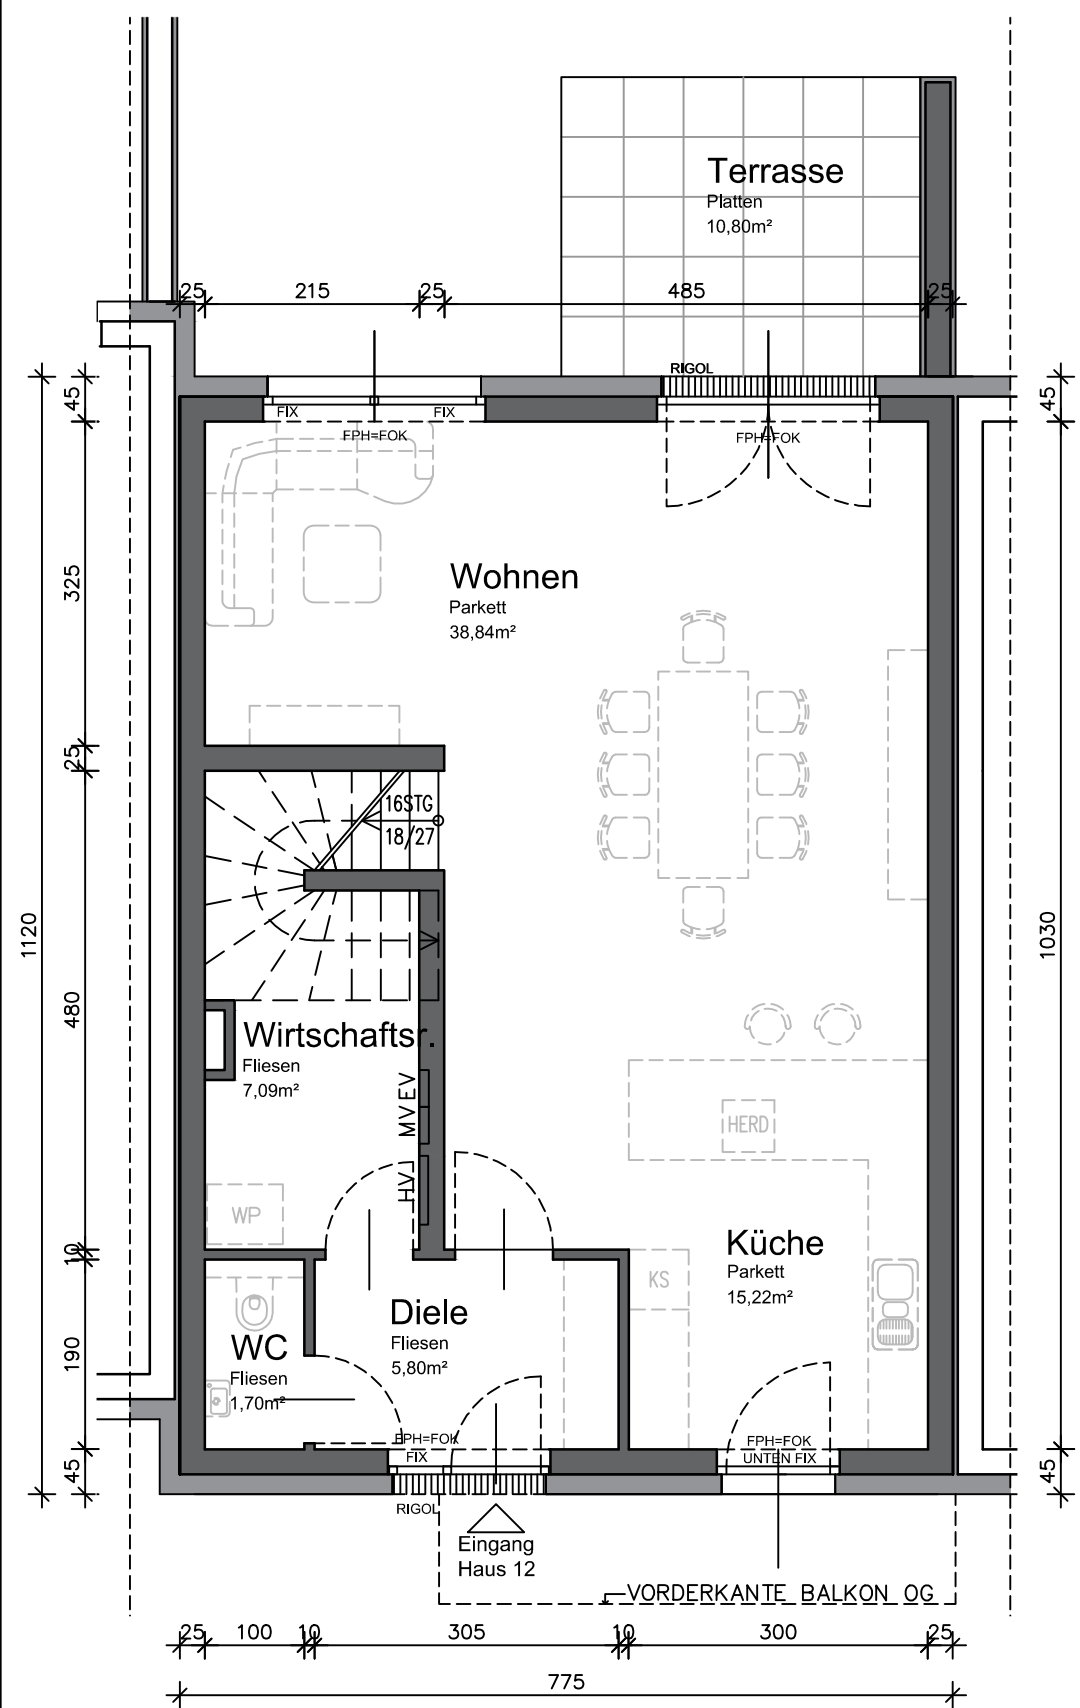 Terrasse
Platten
10,80m²
25
215
25
485
25
RIGOL
45
45
FIX
FIX
FPH=FOK
FPH=FOK
325
Wohnen
Parkett
38,84m²
25
16STG
18/27
1120
1030
480
Wirtschaftsr.
Fliesen
7,09m²
MV EV
HERD
HV
WP
10
Küche
Parkett
15,22m²
KS
Diele
Fliesen
5,80m²
190
WC
Fliesen
1,70m²
FPH=FOK
FIX
FPH=FOK
UNTEN FIX
45
45
RIGOL
Eingang
Haus 12
VORDERKANTE BALKON OG
25
100
10
305
10
300
25
775